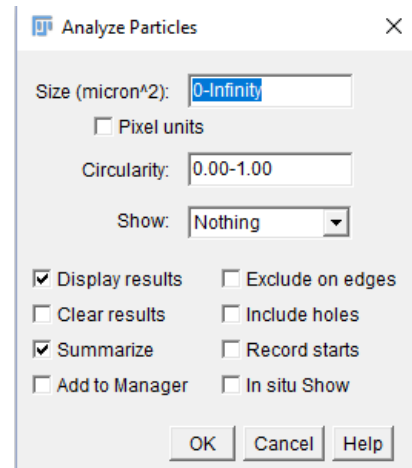 Analyze Particles
Size (micron^2): 0-Infinity
Pixel units
Circularity: 0.00-1.00
Show: Nothing
Display results Exclude on edges
Clear results Include holes
Summarize Record starts
Add to Manager In situ Show
OK Cancel Help